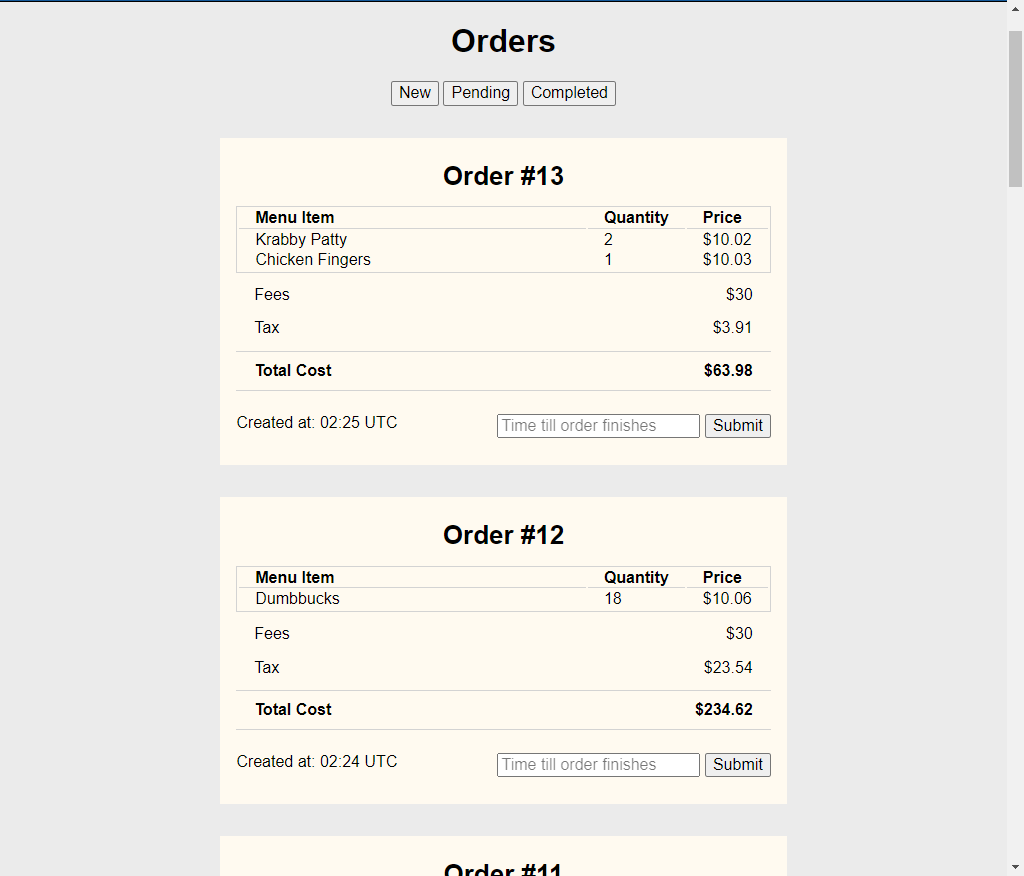 Orders
New Pending Completed
Order #13
Menu Item Quantity Price
Krabby Patty 2 $10.02
Chicken Fingers 1 $10.03
Fees $30
Tax $3.91
Total Cost $63.98
Created at: 02:25 UTC Time till order finishes Submit
Order #12
Menu Item Quantity Price
Dumbbucks 18 $10.06
Fees $30
Tax $23.54
Total Cost $234.62
Created at: 02:24 UTC Time till order finishes Submit
Order #11